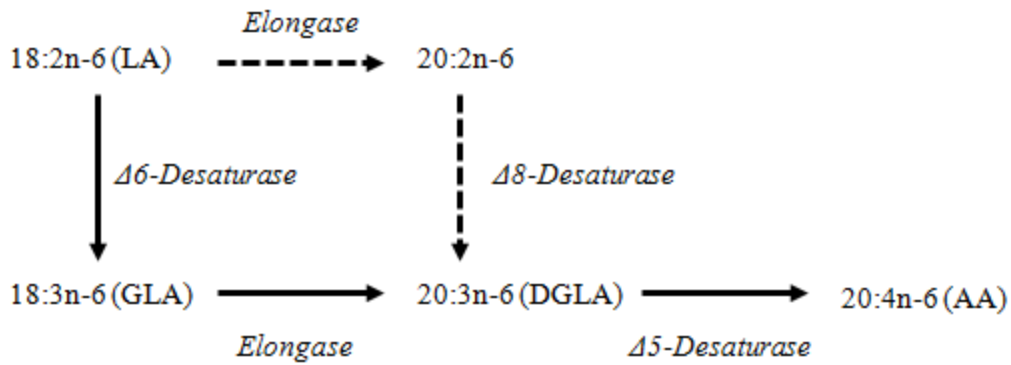 Elongase
18:2n-6 (LA)
20:2n-6
Δ6-Desaturase
Δ8-Desaturase
18:3n-6 (GLA)
20:3n-6 (DGLA)
20:4n-6 (AA)
Elongase
Δ5-Desaturase